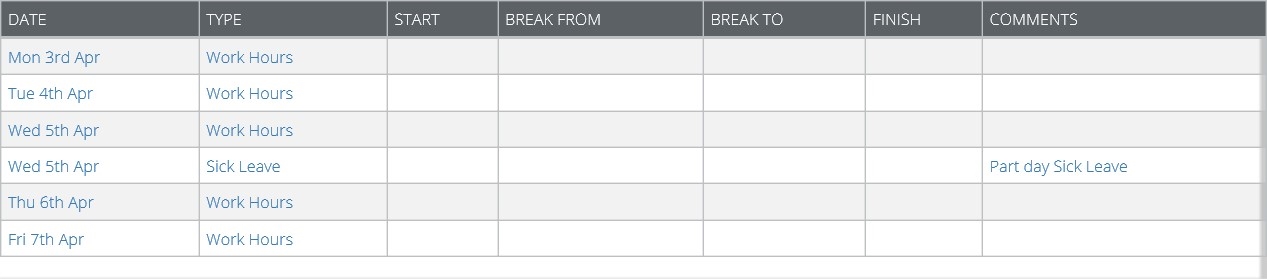 DATE TYPE START BREAK FROM BREAK TO FINISH COMMENTS
Mon 3rd Apr Work Hours
Tue 4th Apr Work Hours
Wed 5th Apr Work Hours
Wed 5th Apr Sick Leave Part day Sick Leave
Thu 6th Apr Work Hours
Fri 7th Apr Work Hours